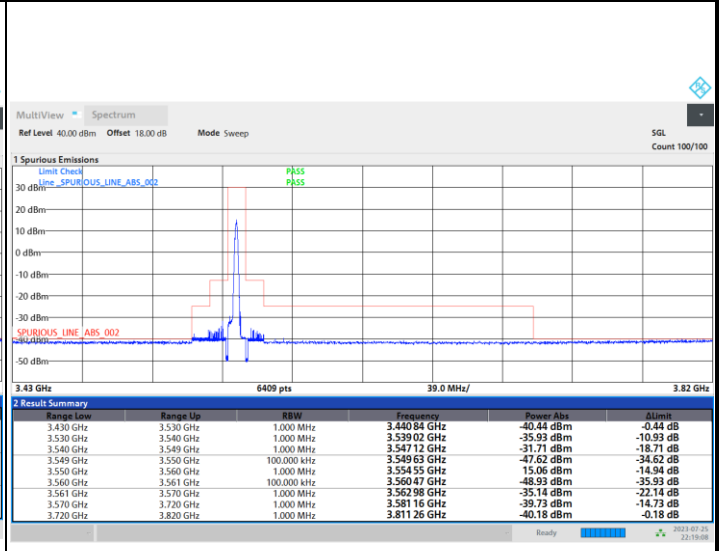 MultiView Spectrum
Ref Level 40.00 dBm Offset 18.00 dB Mode Sweep SGL
Count 100/100
1 Spurious Emissions
Limit Check PASS
Line _SPURIOUS_LINE_ABS_002 PASS
30 dBm
20 dBm
10 dBm
0 dBm
-10 dBm
-20 dBm
-30 dBm
SPURIOUS_LINE_ABS_002
-40 dBm
-50 dBm
3.43 GHz 6409 pts 39.0 MHz/ 3.82 GHz
2 Result Summary
Range Low Range Up RBW Frequency Power Abs ΔLimit
3.430 GHz 3.530 GHz 1.000 MHz 3.440 84 GHz -40.44 dBm -0.44 dB
3.530 GHz 3.540 GHz 1.000 MHz 3.539 02 GHz -35.93 dBm -10.93 dB
3.540 GHz 3.549 GHz 1.000 MHz 3.547 12 GHz -31.71 dBm -18.71 dB
3.549 GHz 3.550 GHz 100.000 kHz 3.549 63 GHz -47.62 dBm -34.62 dB
3.550 GHz 3.560 GHz 1.000 MHz 3.554 55 GHz 15.06 dBm -14.94 dB
3.560 GHz 3.561 GHz 100.000 kHz 3.560 47 GHz -48.93 dBm -35.93 dB
3.561 GHz 3.570 GHz 1.000 MHz 3.562 98 GHz -35.14 dBm -22.14 dB
3.570 GHz 3.720 GHz 1.000 MHz 3.581 16 GHz -39.73 dBm -14.73 dB
3.720 GHz 3.820 GHz 1.000 MHz 3.811 26 GHz -40.18 dBm -0.18 dB
Ready 2023-07-25
22:19:08